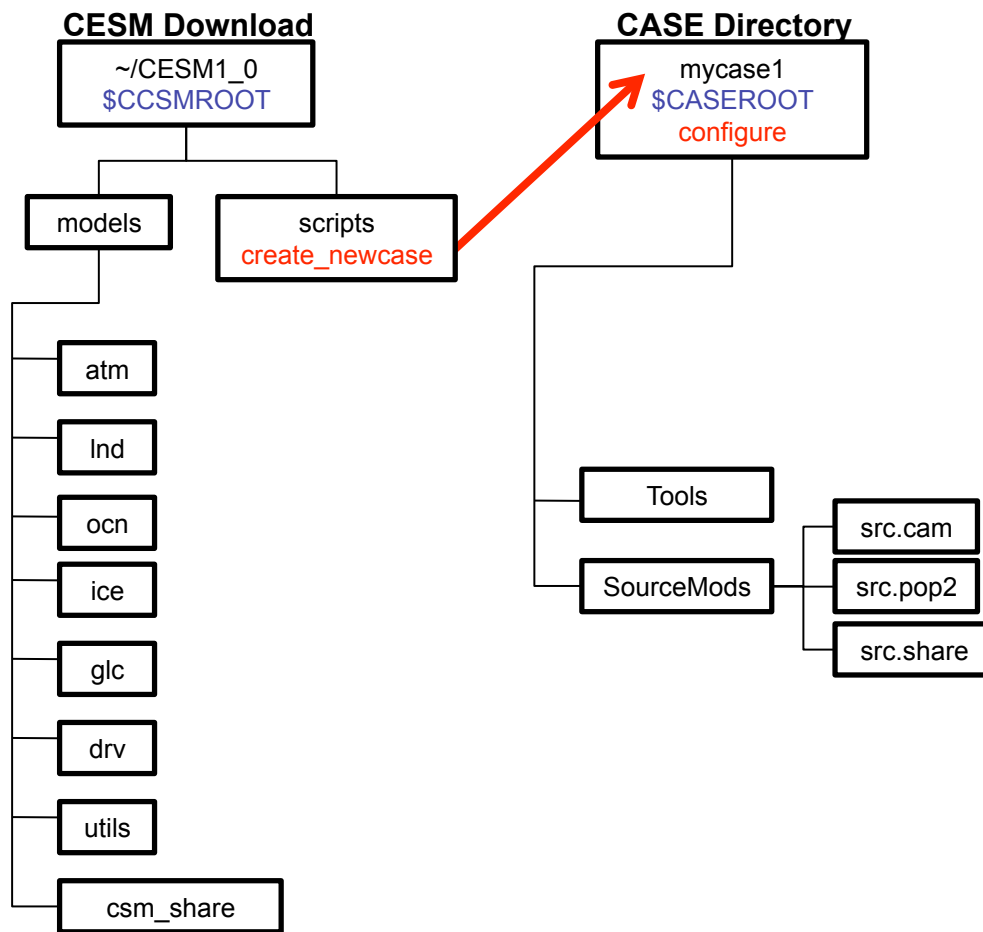 CESM Download
~/CESM1_0
$CCSMROOT
models
scripts
create_newcase
atm
lnd
ocn
ice
glc
drv
utils
csm_share
CASE Directory
mycase1
$CASEROOT
configure
Tools
SourceMods
src.cam
src.pop2
src.share